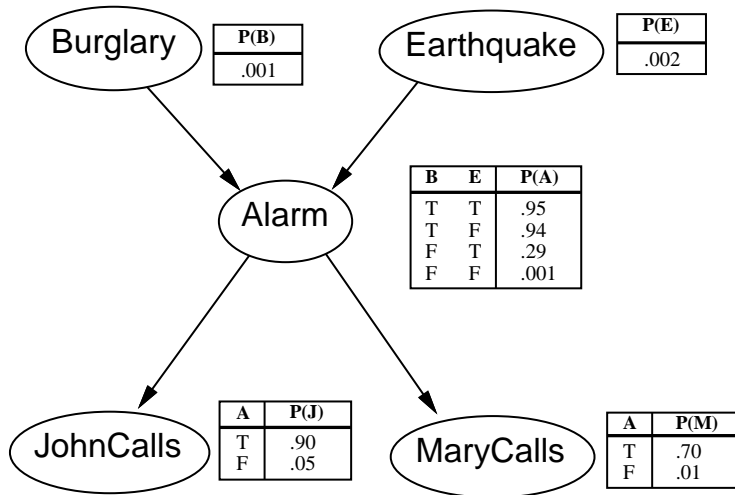 Burglary
P(B)
.001
Earthquake
P(E)
.002
Alarm
B E P(A)
T T .95
T F .94
F T .29
F F .001
JohnCalls
A P(J)
T .90
F .05
MaryCalls
A P(M)
T .70
F .01